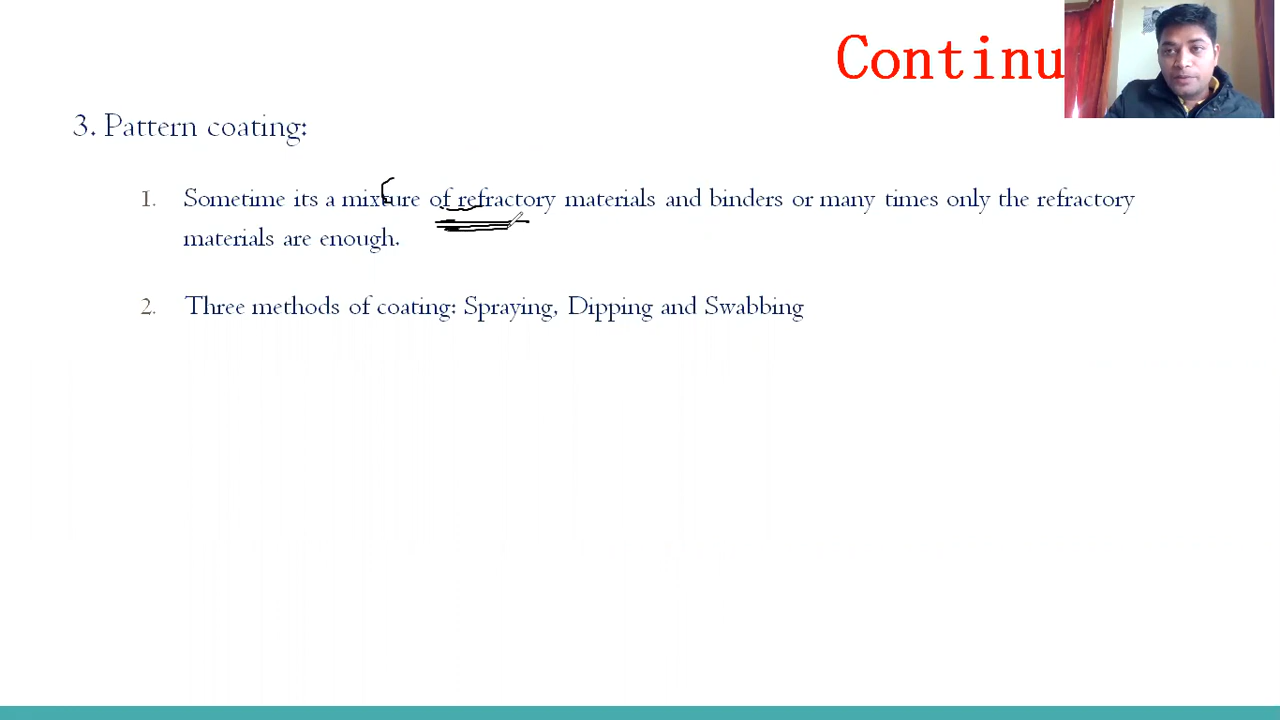 Continu
3. Pattern coating:
1. Sometime its a mixture of refractory materials and binders or many times only the refractory
materials are enough.
2. Three methods of coating: Spraying, Dipping and Swabbing